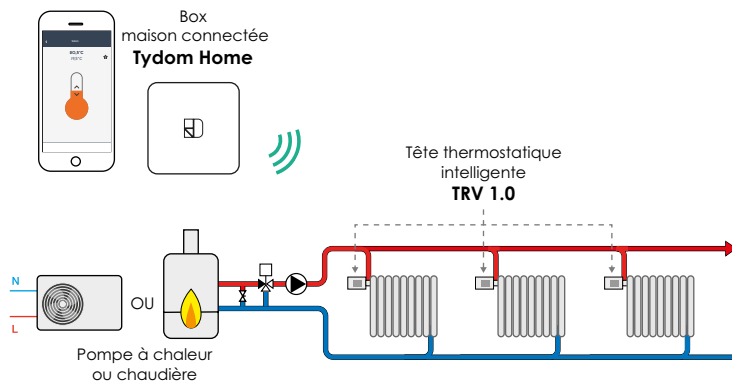 Box
maison connectée
Tydom Home
Tête thermostatique
intelligente
TRV 1.0
N
L
OU
Pompe à chaleur
ou chaudière